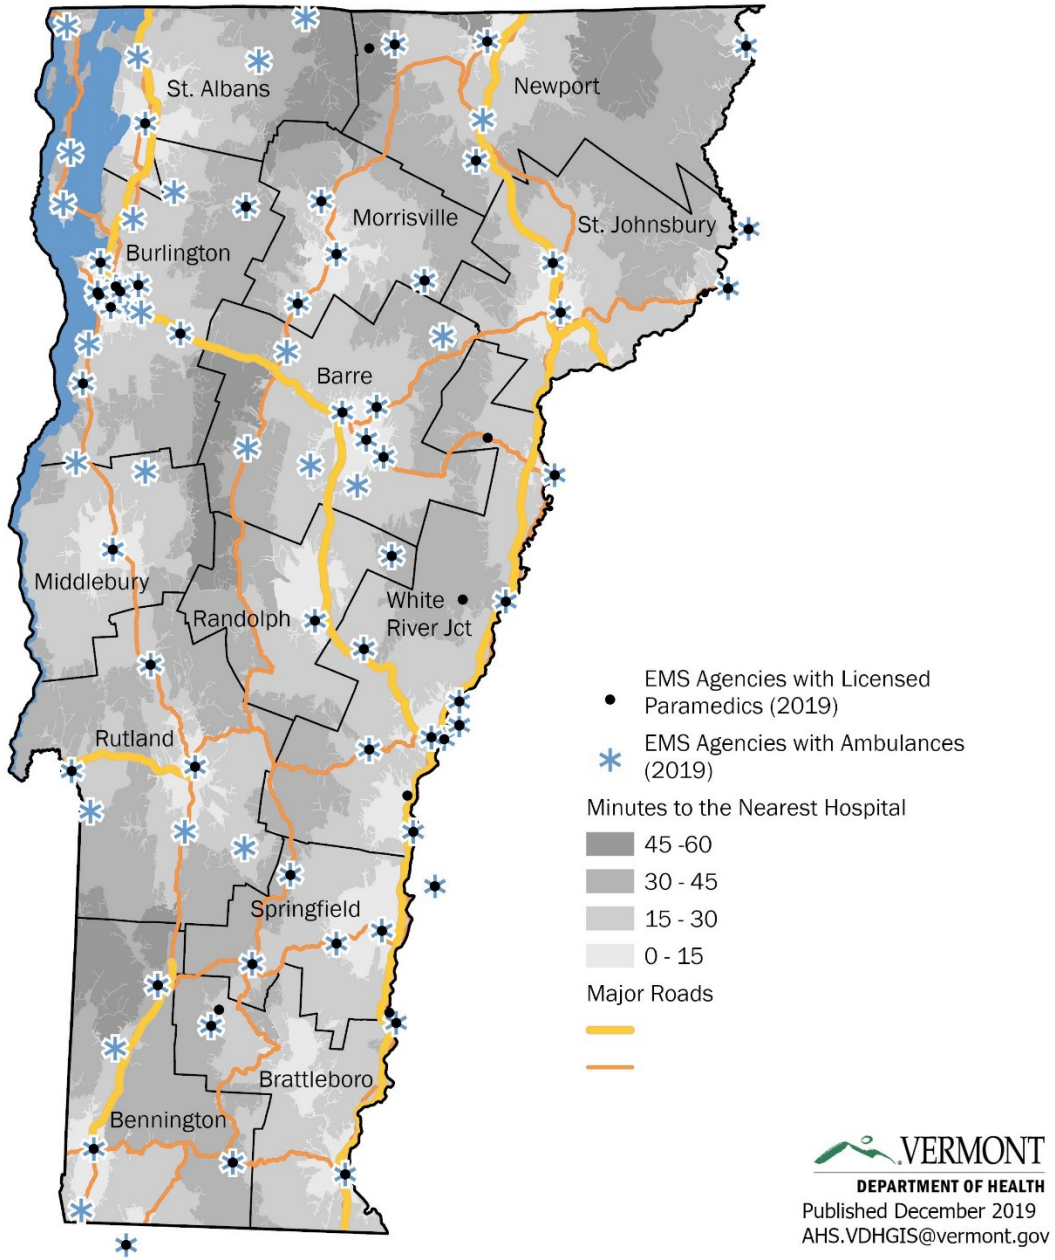 St. Albans
Newport
Morrisville
St. Johnsbury
Burlington
Barre
Middlebury
Randolph
White
River Jct
Rutland
Springfield
Brattleboro
Bennington
EMS Agencies with Licensed
Paramedics (2019)
EMS Agencies with Ambulances
(2019)
Minutes to the Nearest Hospital
45 -60
30 - 45
15 - 30
0 - 15
Major Roads
VERMONT
DEPARTMENT OF HEALTH
Published December 2019
AHS.VDHGIS@vermont.gov